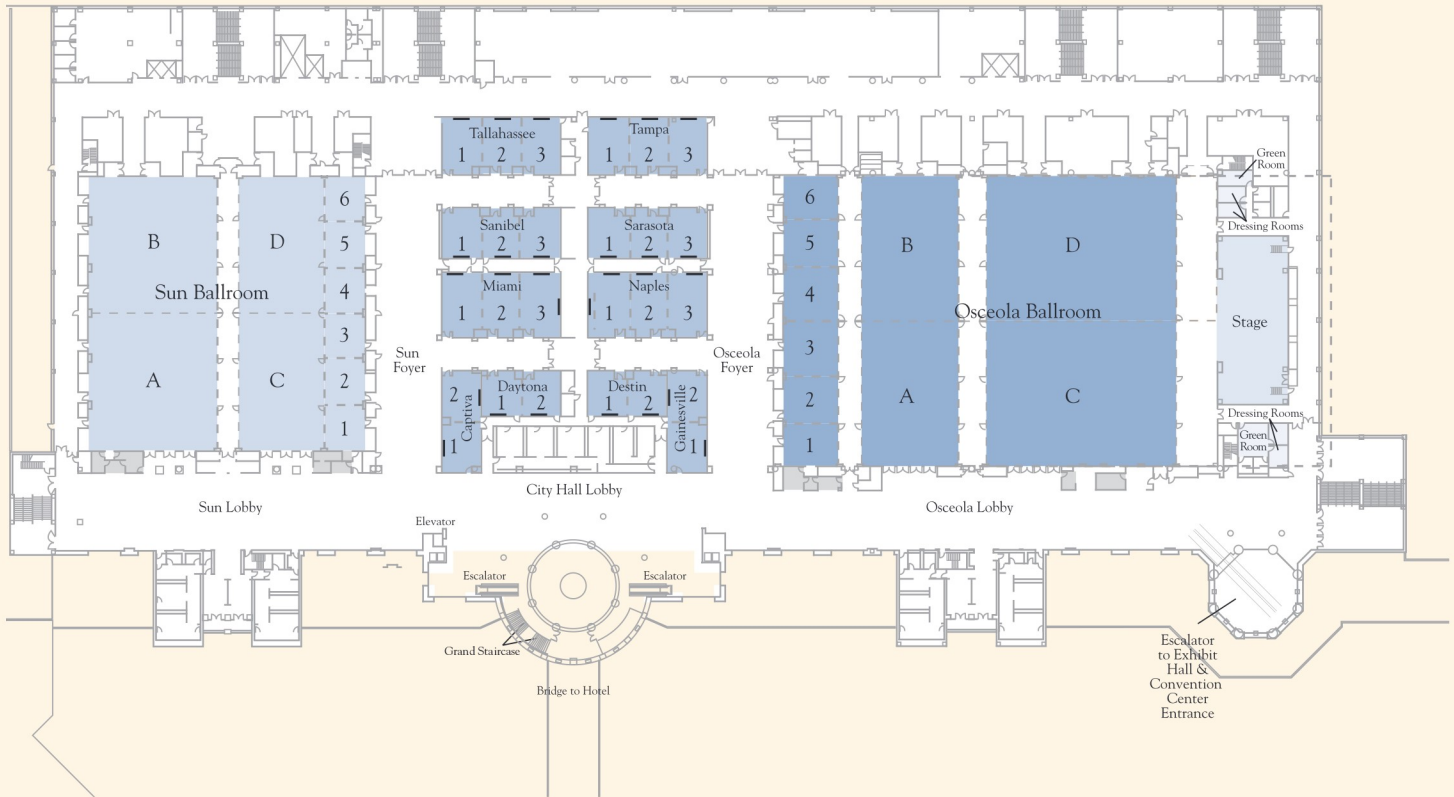 Tallahassee
1 2 3
Tampa
1 2 3
Green
Room
Dressing Rooms
Sanibel
1 2 3
Sarasota
1 2 3
Miami
1 2 3
Naples
1 2 3
Daytona
1 2
Destin
1 2
Captiva
2
1
Gainesville
2
1
B
D
6
5
4
3
2
1
Sun Ballroom
A
C
Sun
Foyer
Osceola
Foyer
6
5
4
3
2
1
B
D
Osceola Ballroom
A
C
Stage
Dressing Rooms
Green
Room
Sun Lobby
City Hall Lobby
Osceola Lobby
Elevator
Escalator
Escalator
Grand Staircase
Bridge to Hotel
Escalator
to Exhibit
Hall &
Convention
Center
Entrance